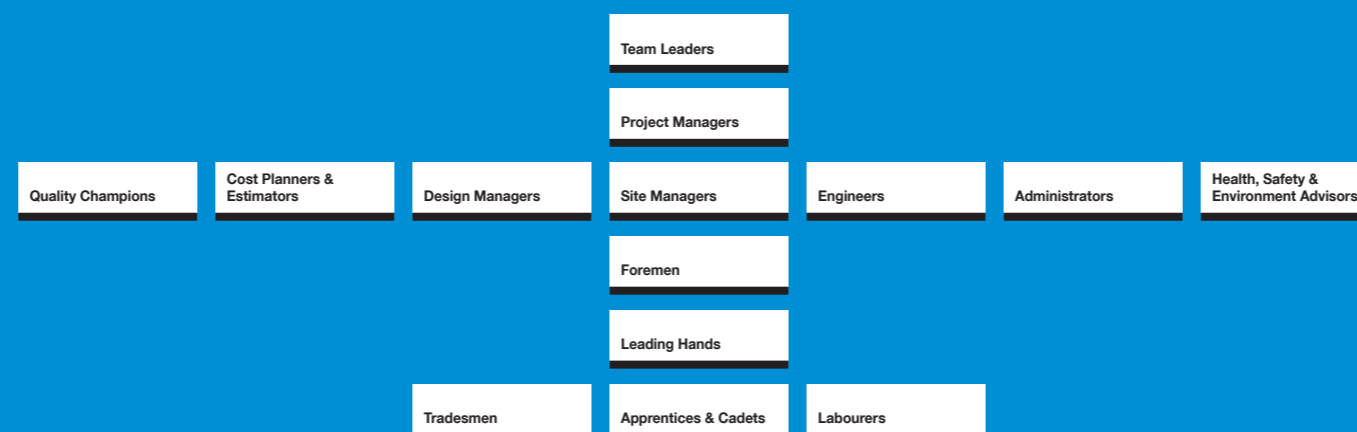 Team Leaders
Project Managers
Quality Champions
Cost Planners &
Estimators
Design Managers
Site Managers
Engineers
Administrators
Health, Safety &
Environment Advisors
Foremen
Leading Hands
Tradesmen
Apprentices & Cadets
Labourers